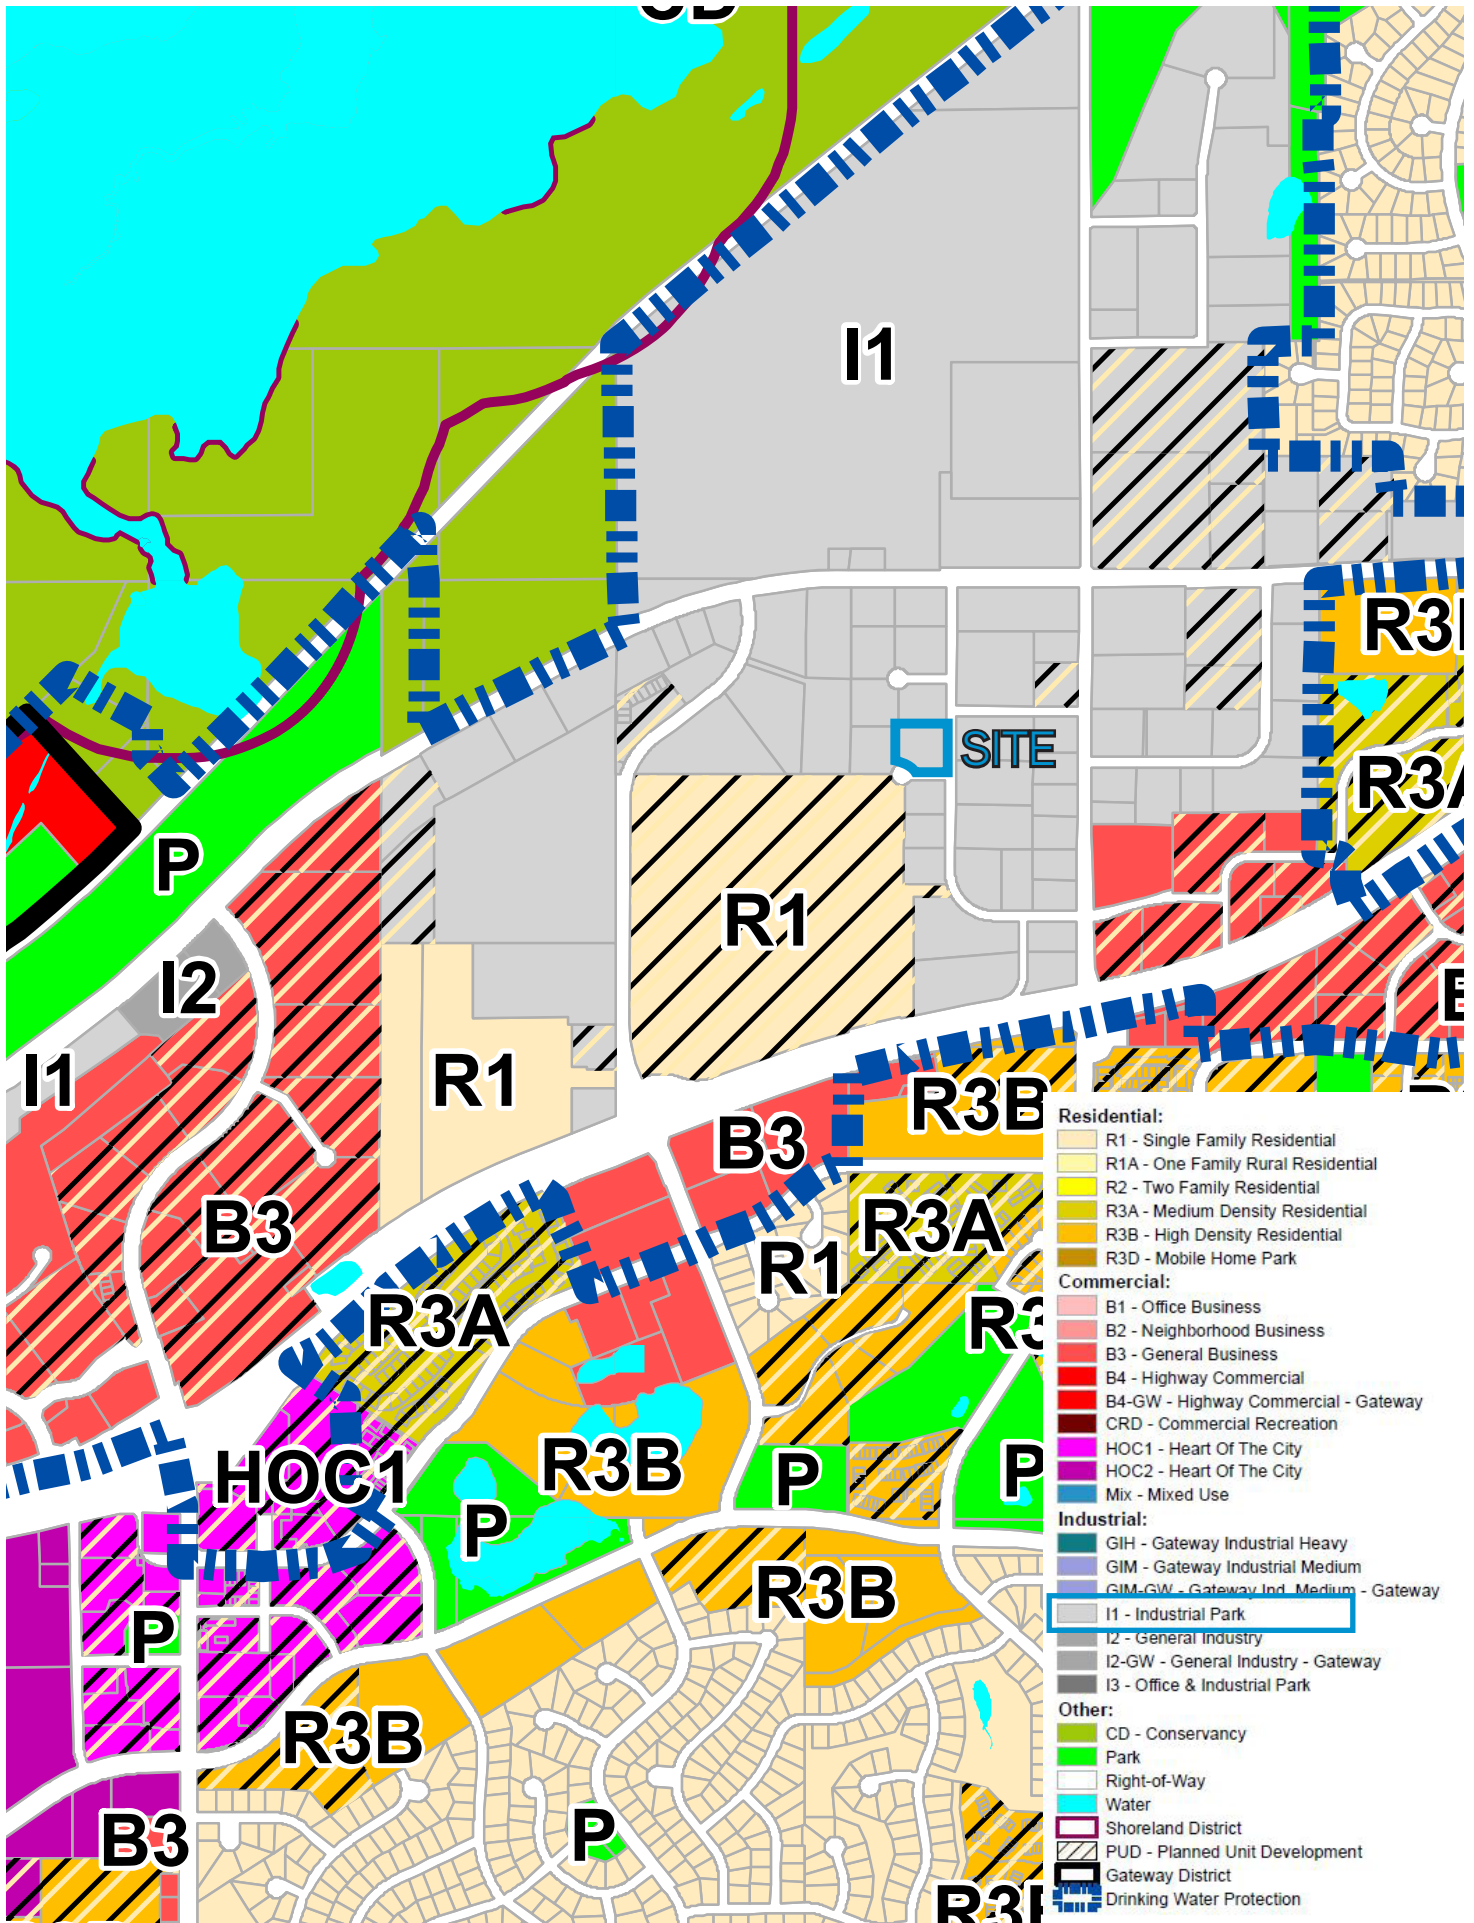 I1
R3
SITE
R3A
P
R1
I2
I1
R1
B3
R3B
B3
R3A
R1
R3A
R3
HOC1
R3B
P
P
P
R3B
P
R3B
B3
P
R3
Residential:
R1 - Single Family Residential
R1A - One Family Rural Residential
R2 - Two Family Residential
R3A - Medium Density Residential
R3B - High Density Residential
R3D - Mobile Home Park
Commercial:
B1 - Office Business
B2 - Neighborhood Business
B3 - General Business
B4 - Highway Commercial
B4-GW - Highway Commercial - Gateway
CRD - Commercial Recreation
HOC1 - Heart Of The City
HOC2 - Heart Of The City
Mix - Mixed Use
Industrial:
GIH - Gateway Industrial Heavy
GIM - Gateway Industrial Medium
GIM-GW - Gateway Ind. Medium - Gateway
I1 - Industrial Park
I2 - General Industry
I2-GW - General Industry - Gateway
I3 - Office & Industrial Park
Other:
CD - Conservancy
Park
Right-of-Way
Water
Shoreland District
PUD - Planned Unit Development
Gateway District
Drinking Water Protection